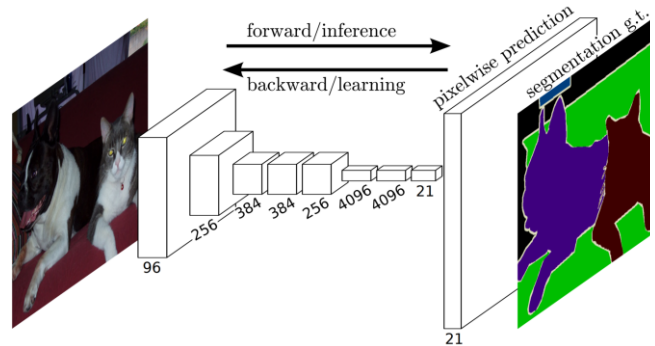 forward/inference
backward/learning
pixelwise prediction
segmentation g.t.
96
256
384
384
256
4096
4096
21
21